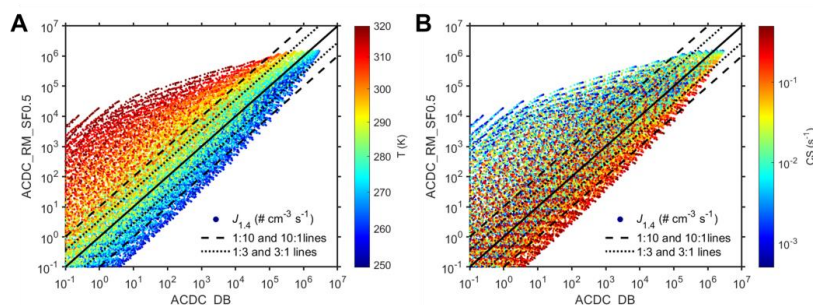 A
ACDC_RM_SF0.5
10^7
10^6
10^5
10^4
10^3
10^2
10^1
10^0
10^-1
10^-1 10^0 10^1 10^2 10^3 10^4 10^5 10^6 10^7
ACDC_DB
J1.4 (# cm^-3 s^-1)
1:10 and 10:1lines
1:3 and 3:1 lines
320
310
300
290
280
270
260
250
T (K)
B
ACDC_RM_SF0.5
10^7
10^6
10^5
10^4
10^3
10^2
10^1
10^0
10^-1
10^-1 10^0 10^1 10^2 10^3 10^4 10^5 10^6 10^7
ACDC_DB
J1.4 (# cm^-3 s^-1)
1:10 and 10:1lines
1:3 and 3:1 lines
10^-1
10^-2
10^-3
CS (s^-1)